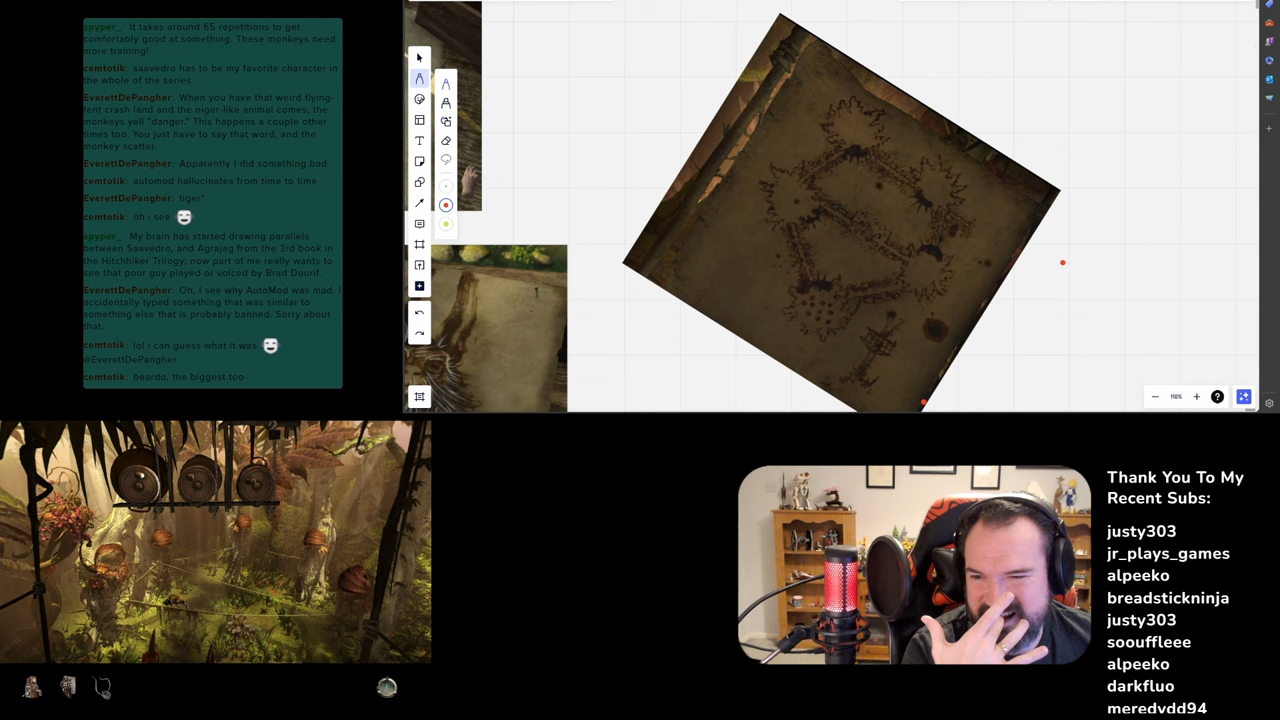 spyper_: It takes around 65 repetitions to get
comfortably good at something. These monkeys need
more training!
cemtotik: saavedro has to be my favorite character in
the whole of the series
EverettDePangher: When you have that weird flying-
tent crash land and the niger-like animal comes, the
monkeys yell "danger." This happens a couple other
times too. You just have to say that word, and the
monkey scatter.
EverettDePangher: Apparently I did something bad.
cemtotik: automod hallucinates from time to time
EverettDePangher: tiger*
cemtotik: oh i see
spyper_: My brain has started drawing parallels
between Saavedro, and Agrajag from the 3rd book in
the Hitchhiker Trilogy; now part of me really wants to
see that poor guy played or voiced by Brad Dourif.
EverettDePangher: Oh, I see why AutoMod was mad. I
accidentally typed something that was similar to
something else that is probably banned. Sorry about
that.
cemtotik: lol i can guess what it was
@EverettDePangher
cemtotik: beardo, the biggest too
110%
Thank You To My
Recent Subs:
justy303
jr_plays_games
alpeeko
breadstickninja
justy303
sooufleee
alpeeko
darkfluo
meredydd94